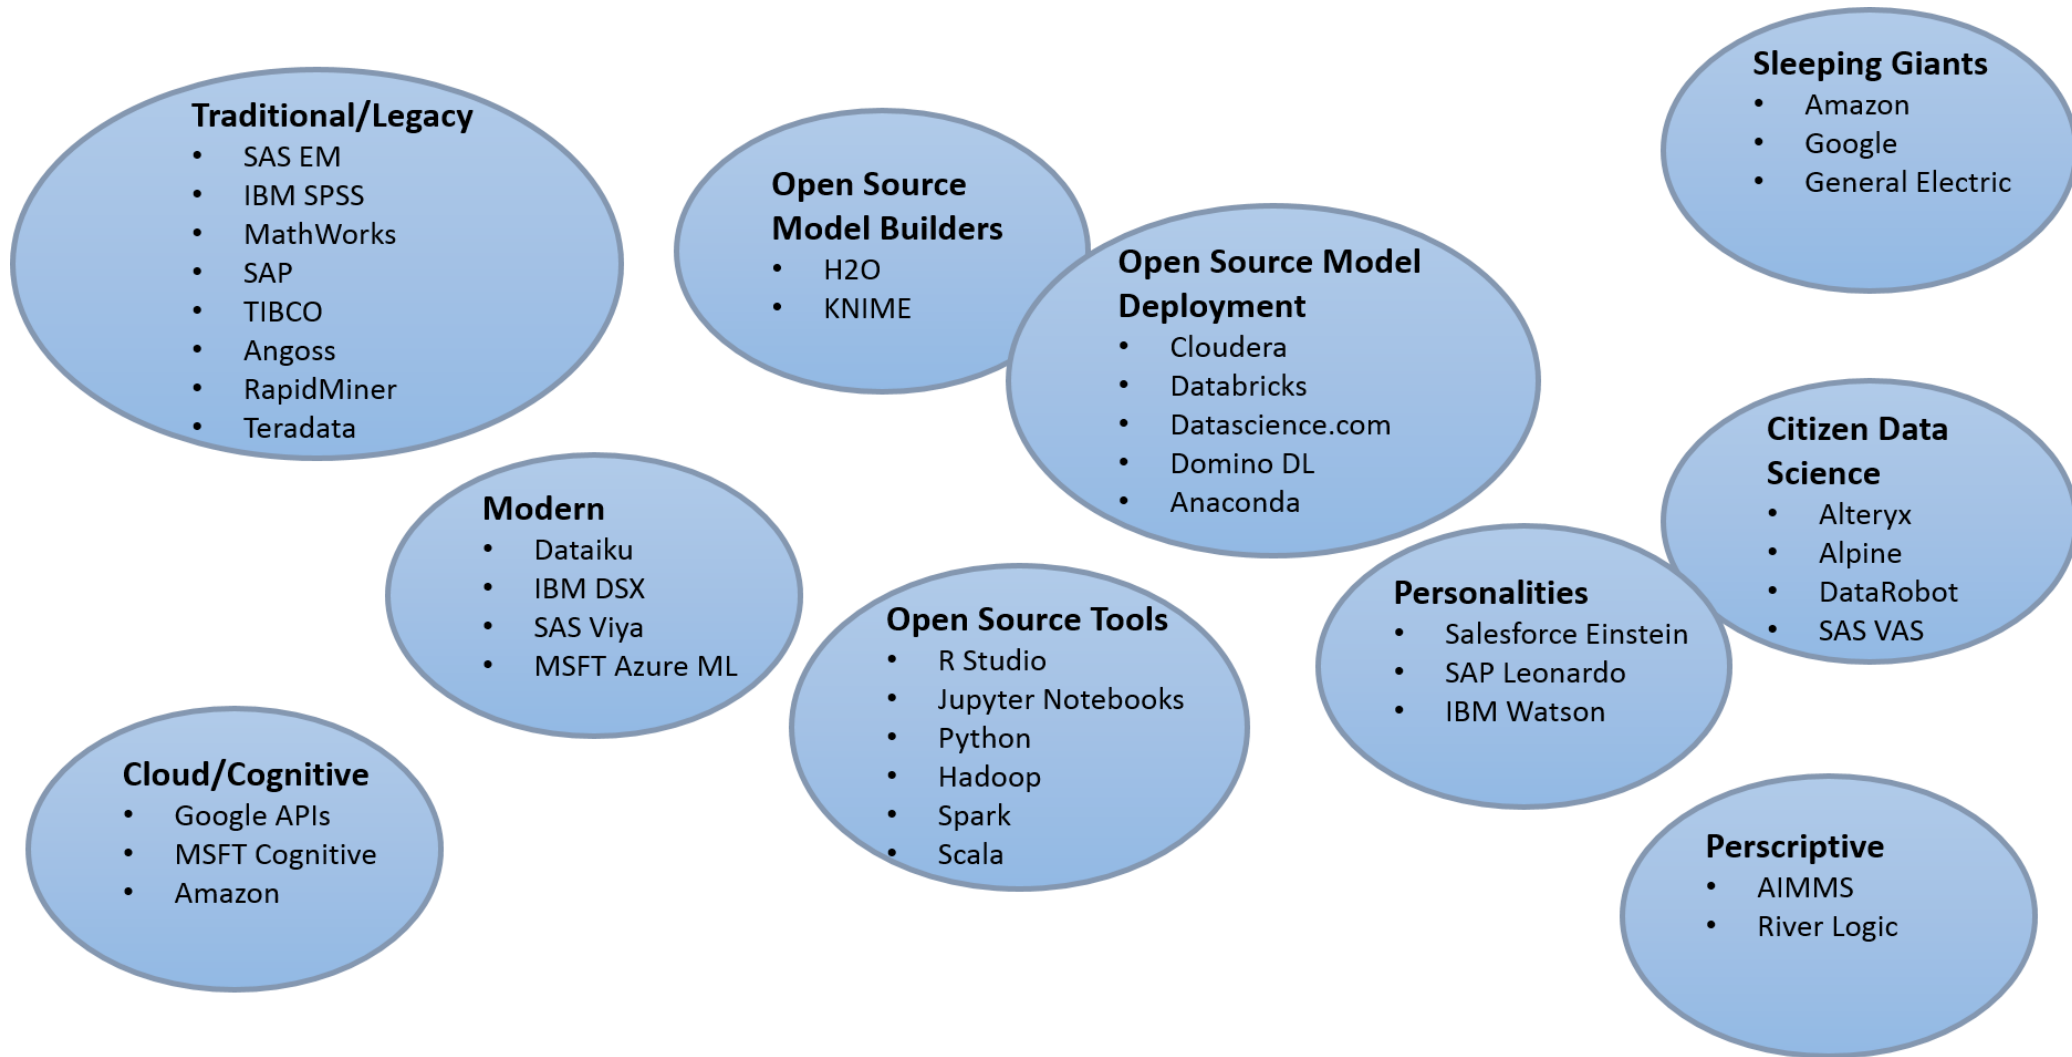 Traditional/Legacy
• SAS EM
• IBM SPSS
• MathWorks
• SAP
• TIBCO
• Angoss
• RapidMiner
• Teradata
Open Source
Model Builders
• H2O
• KNIME
Open Source Model
Deployment
• Cloudera
• Databricks
• Datascience.com
• Domino DL
• Anaconda
Sleeping Giants
• Amazon
• Google
• General Electric
Modern
• Dataiku
• IBM DSX
• SAS Viya
• MSFT Azure ML
Open Source Tools
• R Studio
• Jupyter Notebooks
• Python
• Hadoop
• Spark
• Scala
Personalities
• Salesforce Einstein
• SAP Leonardo
• IBM Watson
Citizen Data
Science
• Alteryx
• Alpine
• DataRobot
• SAS VAS
Cloud/Cognitive
• Google APIs
• MSFT Cognitive
• Amazon
Perscriptive
• AIMMS
• River Logic